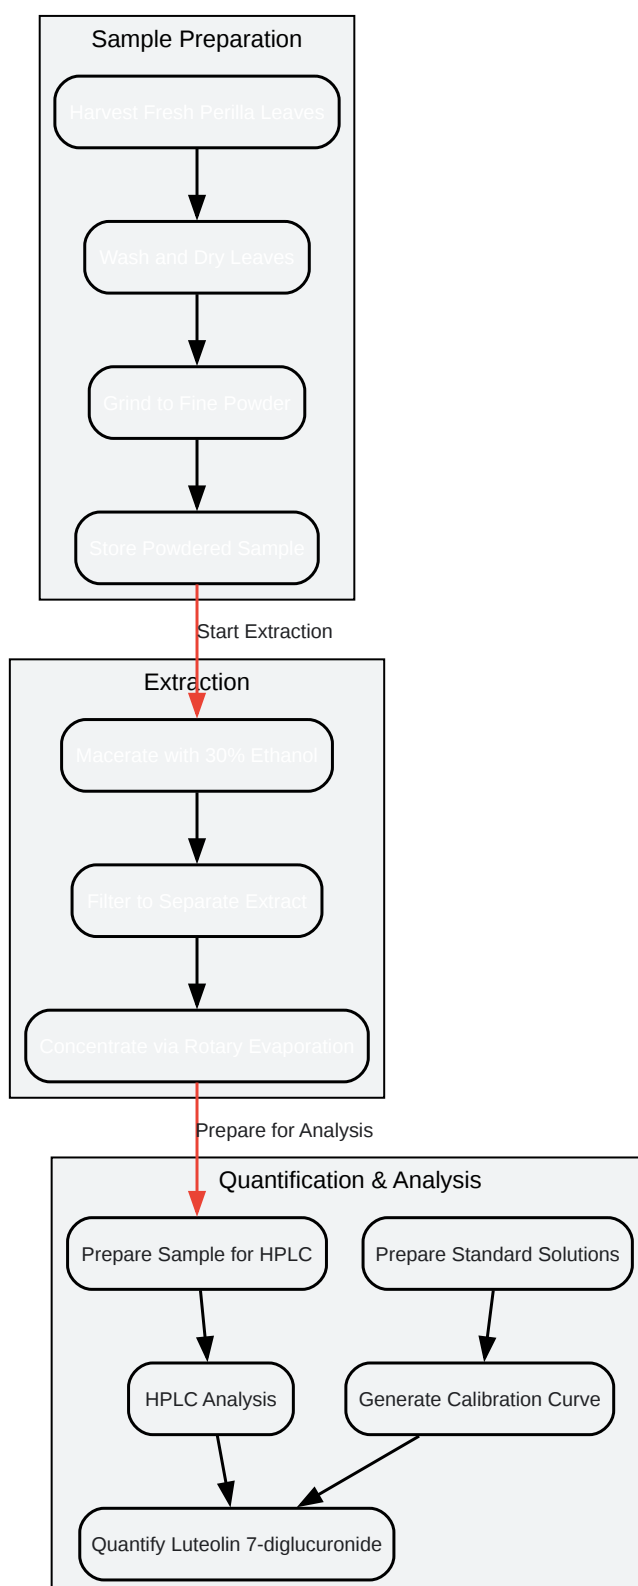 Sample Preparation
Harvest Fresh Perilla Leaves
Wash and Dry Leaves
Grind to Fine Powder
Store Powdered Sample
Start Extraction
Extraction
Macerate with 30% Ethanol
Filter to Separate Extract
Concentrate via Rotary Evaporation
Prepare for Analysis
Quantification & Analysis
Prepare Sample for HPLC
Prepare Standard Solutions
HPLC Analysis
Generate Calibration Curve
Quantify Luteolin 7-diglucuronide